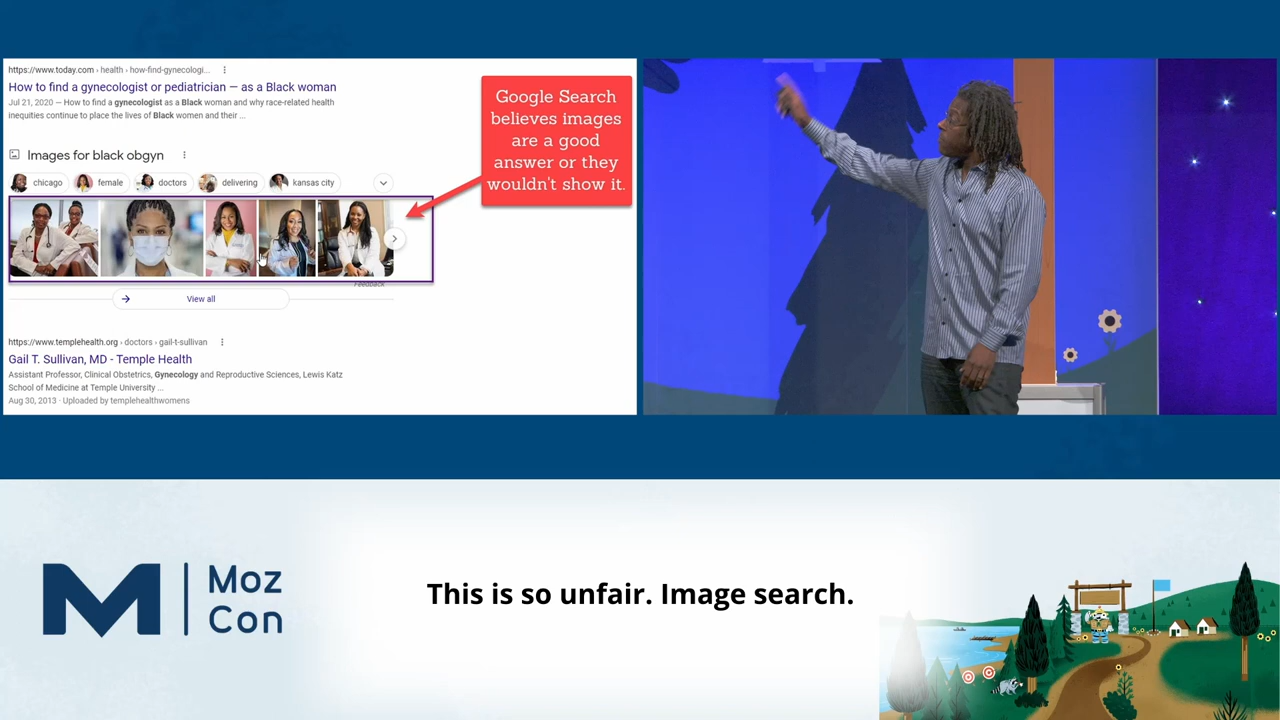 https://www.today.com › health › how-find-gynecologi...
How to find a gynecologist or pediatrician — as a Black woman
Jul 21, 2020 — How to find a gynecologist as a Black woman and why race-related health
inequities continue to place the lives of Black women and their ...
Images for black obgyn
chicago
female
doctors
delivering
kansas city
Feedback
View all
https://www.templehealth.org › doctors › gail-t-sullivan
Gail T. Sullivan, MD - Temple Health
Assistant Professor, Clinical Obstetrics, Gynecology and Reproductive Sciences, Lewis Katz
School of Medicine at Temple University ...
Aug 30, 2013 · Uploaded by templehealthwomens
Google Search
believes images
are a good
answer or they
wouldn't show it.
M | Moz
Con
This is so unfair. Image search.